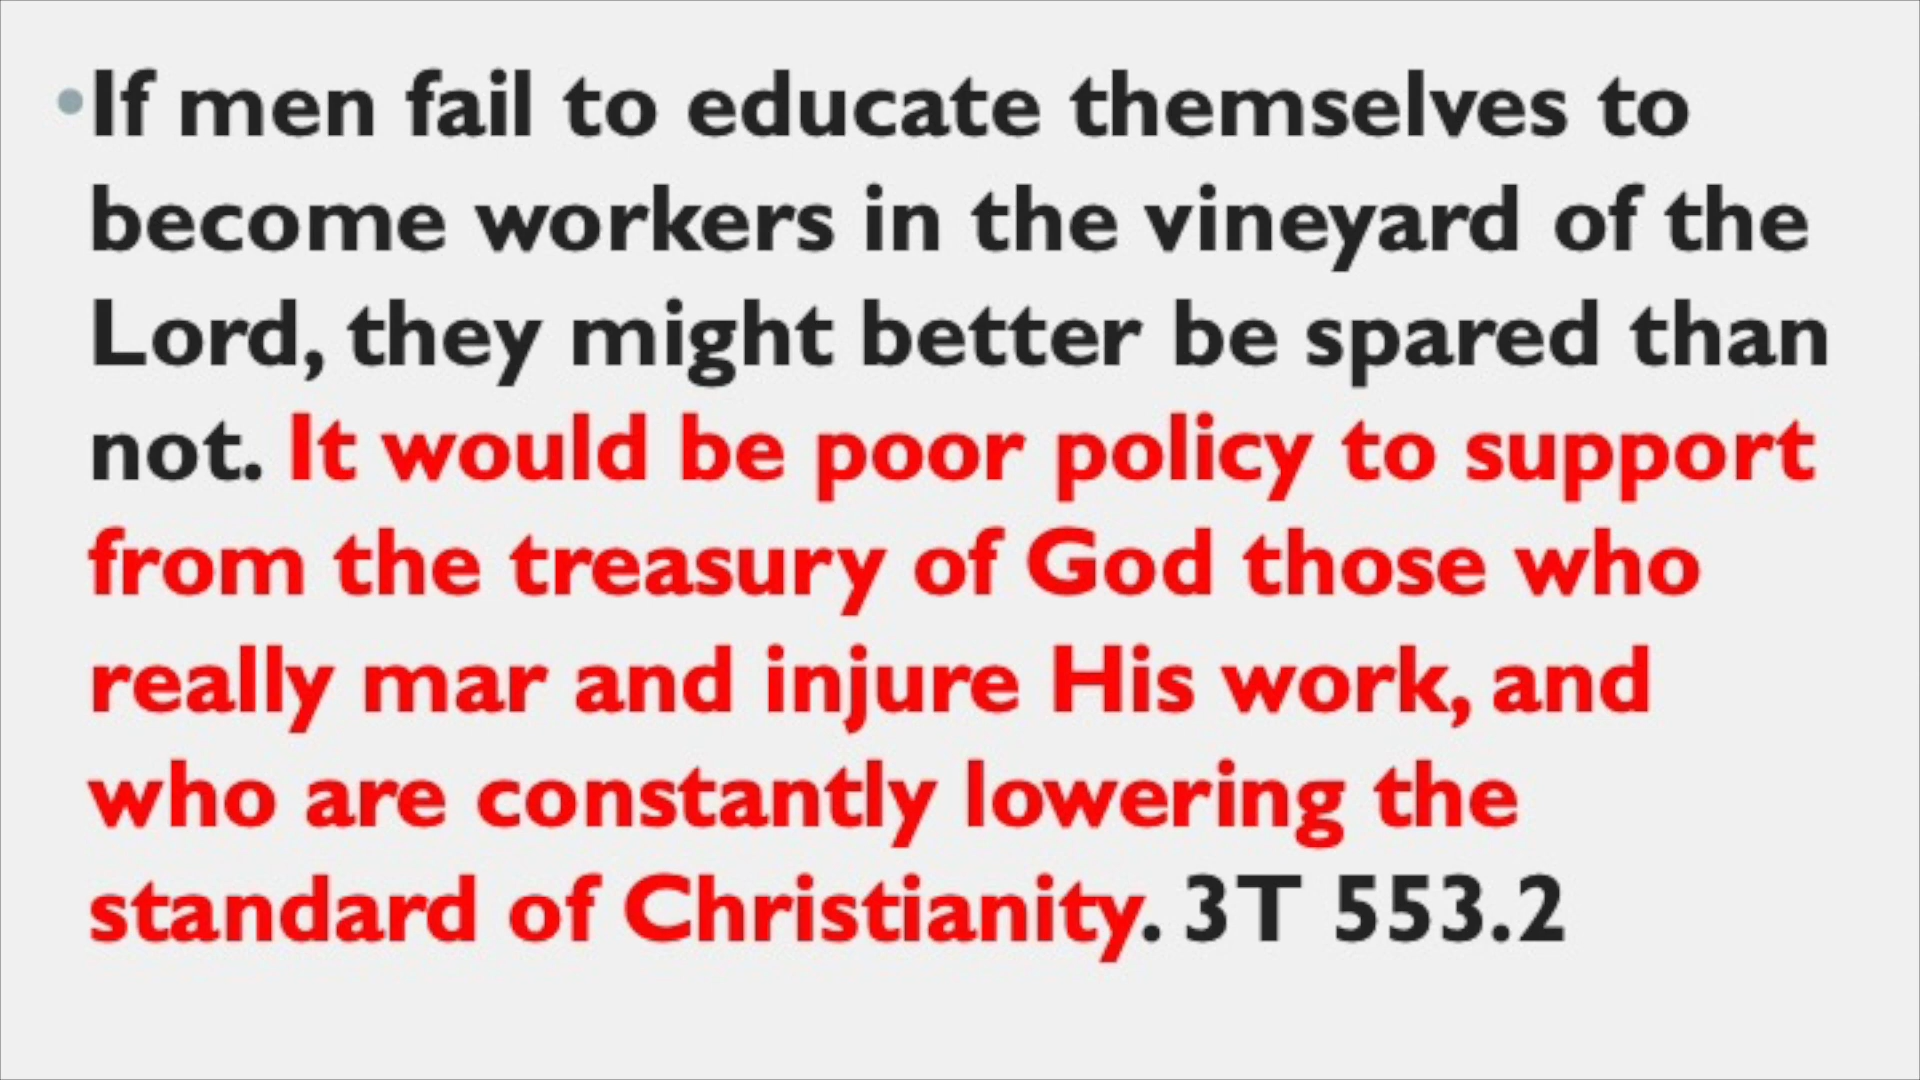 •If men fail to educate themselves to
become workers in the vineyard of the
Lord, they might better be spared than
not. It would be poor policy to support
from the treasury of God those who
really mar and injure His work, and
who are constantly lowering the
standard of Christianity. 3T 553.2